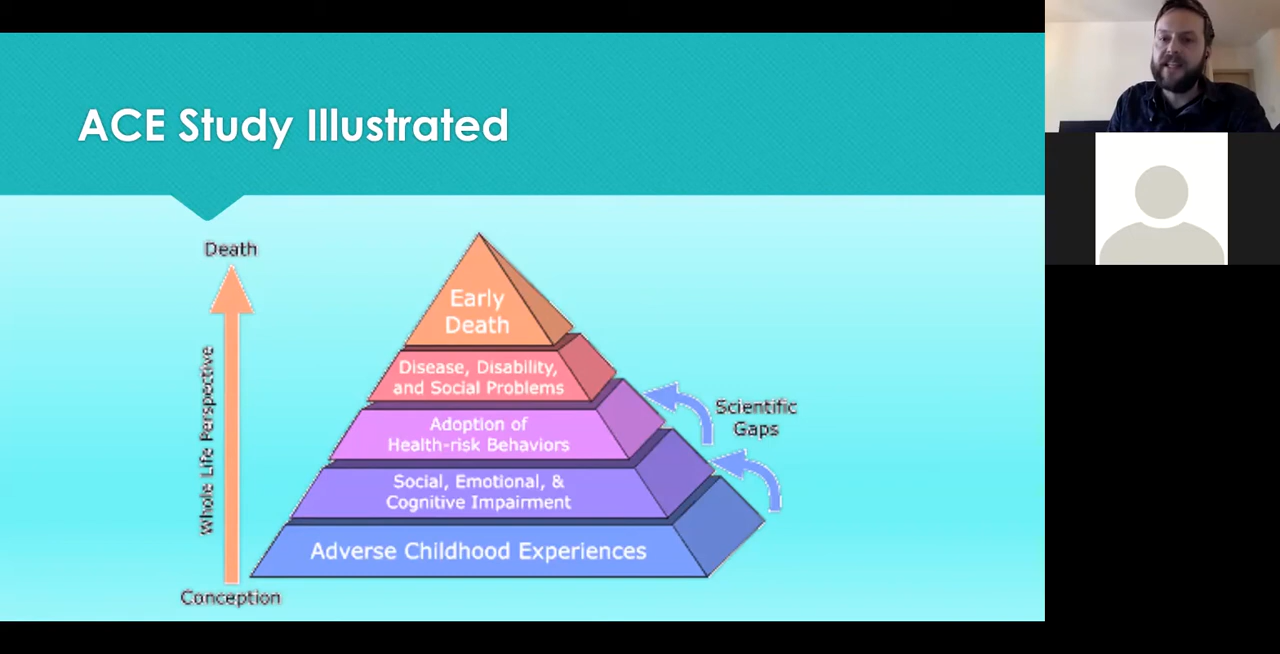 ACE Study Illustrated
Death
Whole Life Perspective
Conception
Early
Death
Disease, Disability,
and Social Problems
Adoption of
Health-risk Behaviors
Social, Emotional, &
Cognitive Impairment
Adverse Childhood Experiences
Scientific
Gaps